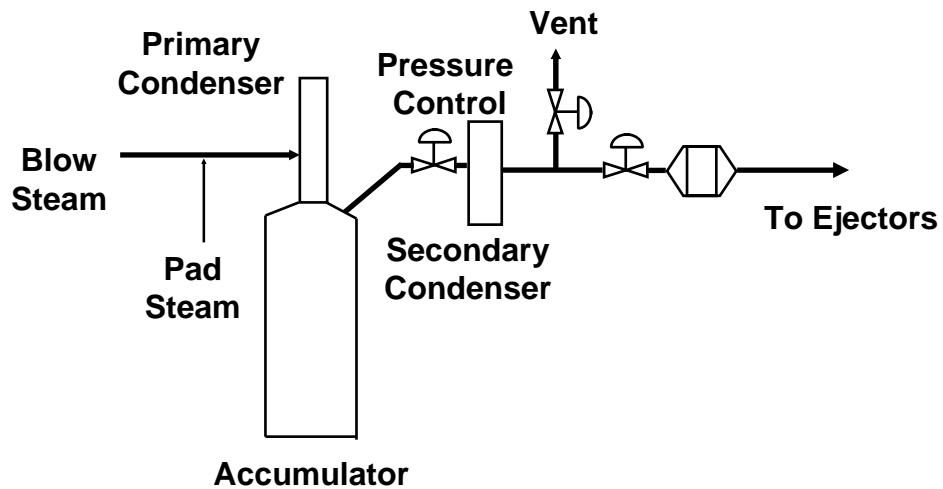 Vent
Primary
Condenser
Pressure
Control
Blow
Steam
To Ejectors
Pad
Steam
Secondary
Condenser
Accumulator